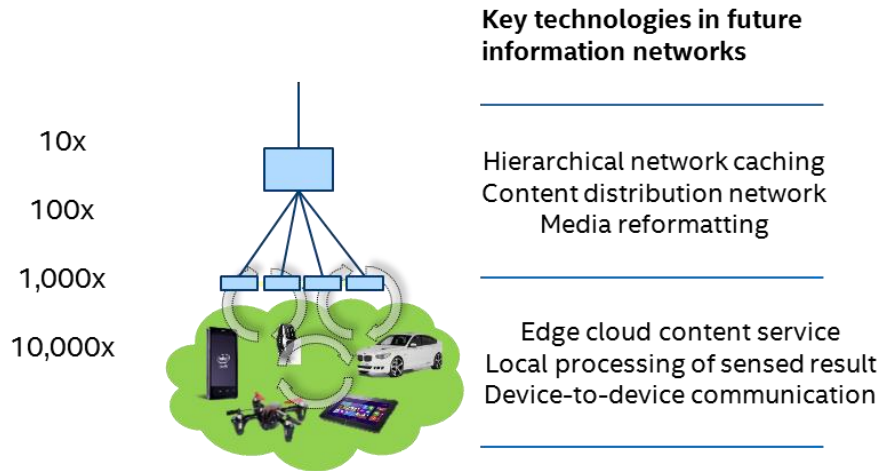 Key technologies in future
information networks
10x
100x
1,000x
10,000x
Hierarchical network caching
Content distribution network
Media reformatting
Edge cloud content service
Local processing of sensed result
Device-to-device communication